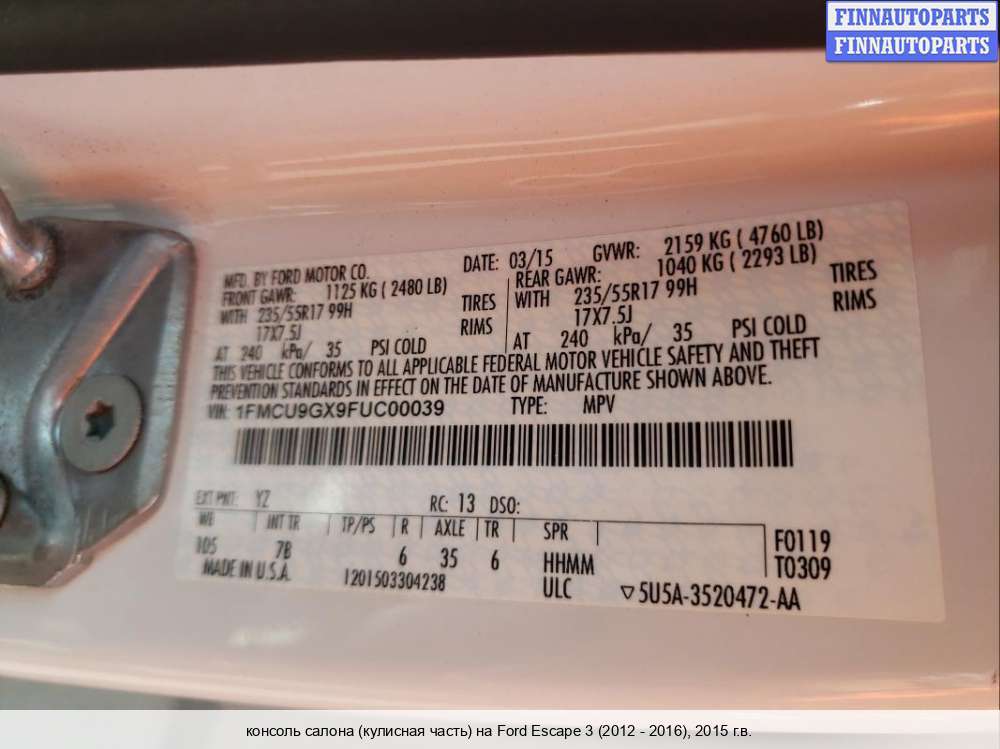 FINNAUTOPARTS
FINNAUTOPARTS
MFD. BY FORD MOTOR CO. DATE: 03/15 GVWR: 2159 KG ( 4760 LB)
FRONT GAWR: 1125 KG ( 2480 LB) REAR GAWR: 1040 KG ( 2293 LB)
WITH 235/55R17 99H TIRES WITH 235/55R17 99H TIRES
17X7.5J RIMS 17X7.5J RIMS
AT 240 kPa/ 35 PSI COLD AT 240 kPa/ 35 PSI COLD
THIS VEHICLE CONFORMS TO ALL APPLICABLE FEDERAL MOTOR VEHICLE SAFETY AND THEFT
PREVENTION STANDARDS IN EFFECT ON THE DATE OF MANUFACTURE SHOWN ABOVE.
VIN: 1FMCU9GX9FUC00039 TYPE: MPV
EXT PNT: YZ RC: 13 DSO:
WB INT TR TP/PS R AXLE TR SPR F0119
105 7B 6 35 6 HHMM T0309
MADE IN U.S.A. 1201503304238 ULC ▽5U5A-3520472-AA
консоль салона (кулисная часть) на Ford Escape 3 (2012 - 2016), 2015 г.в.